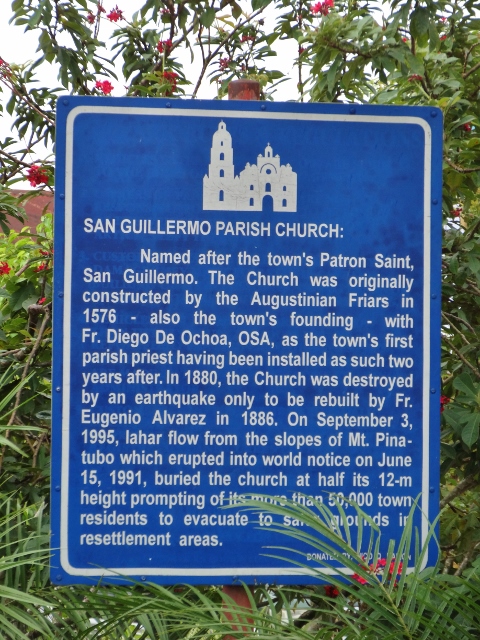 SAN GUILLERMO PARISH CHURCH:
Named after the town's Patron Saint,
San Guillermo. The Church was originally
constructed by the Augustinian Friars in
1576 - also the town's founding - with
Fr. Diego De Ochoa, OSA, as the town's first
parish priest having been installed as such two
years after. In 1880, the Church was destroyed
by an earthquake only to be rebuilt by Fr.
Eugenio Alvarez in 1886. On September 3,
1995, lahar flow from the slopes of Mt. Pina-
tubo which erupted into world notice on June
15, 1991, buried the church at half its 12-m
height prompting of its more than 50,000 town
residents to evacuate to safe grounds in
resettlement areas.
DONATED BY: